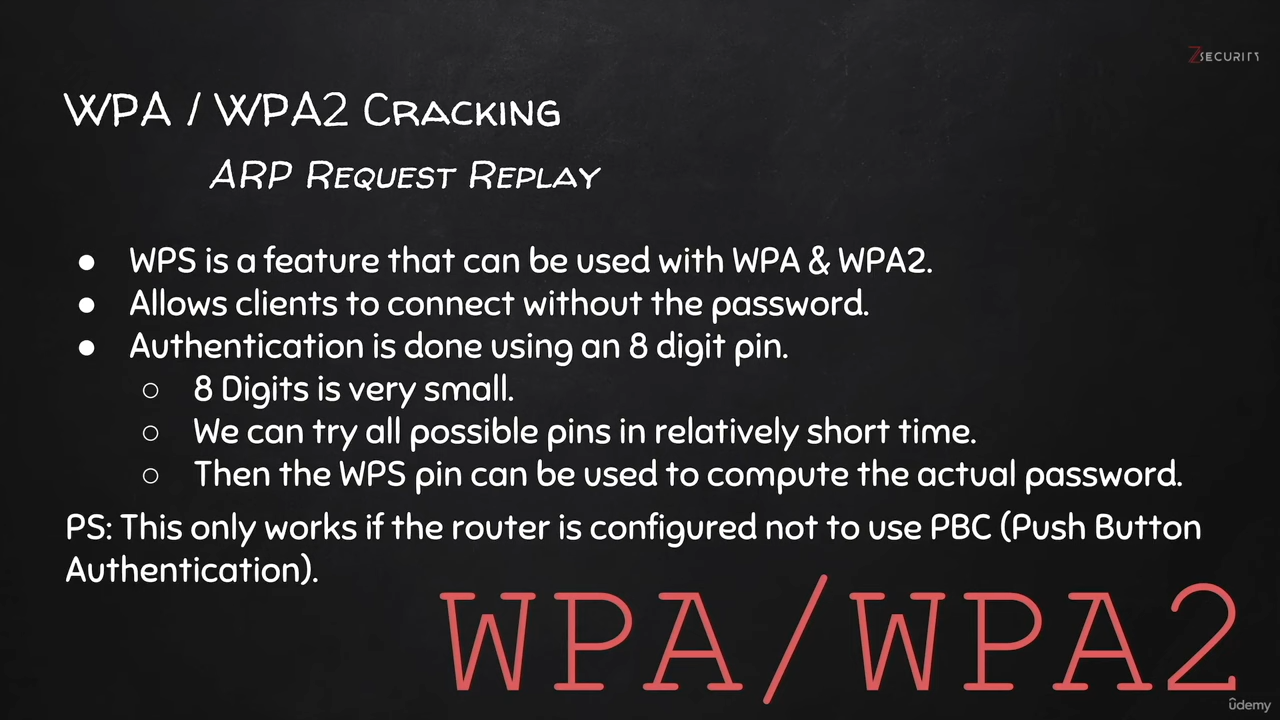 ZSECURITY
WPA / WPA2 Cracking
ARP Request Replay
● WPS is a feature that can be used with WPA & WPA2.
● Allows clients to connect without the password.
● Authentication is done using an 8 digit pin.
○ 8 Digits is very small.
○ We can try all possible pins in relatively short time.
○ Then the WPS pin can be used to compute the actual password.
PS: This only works if the router is configured not to use PBC (Push Button
Authentication).
WPA/WPA2
ûdemy